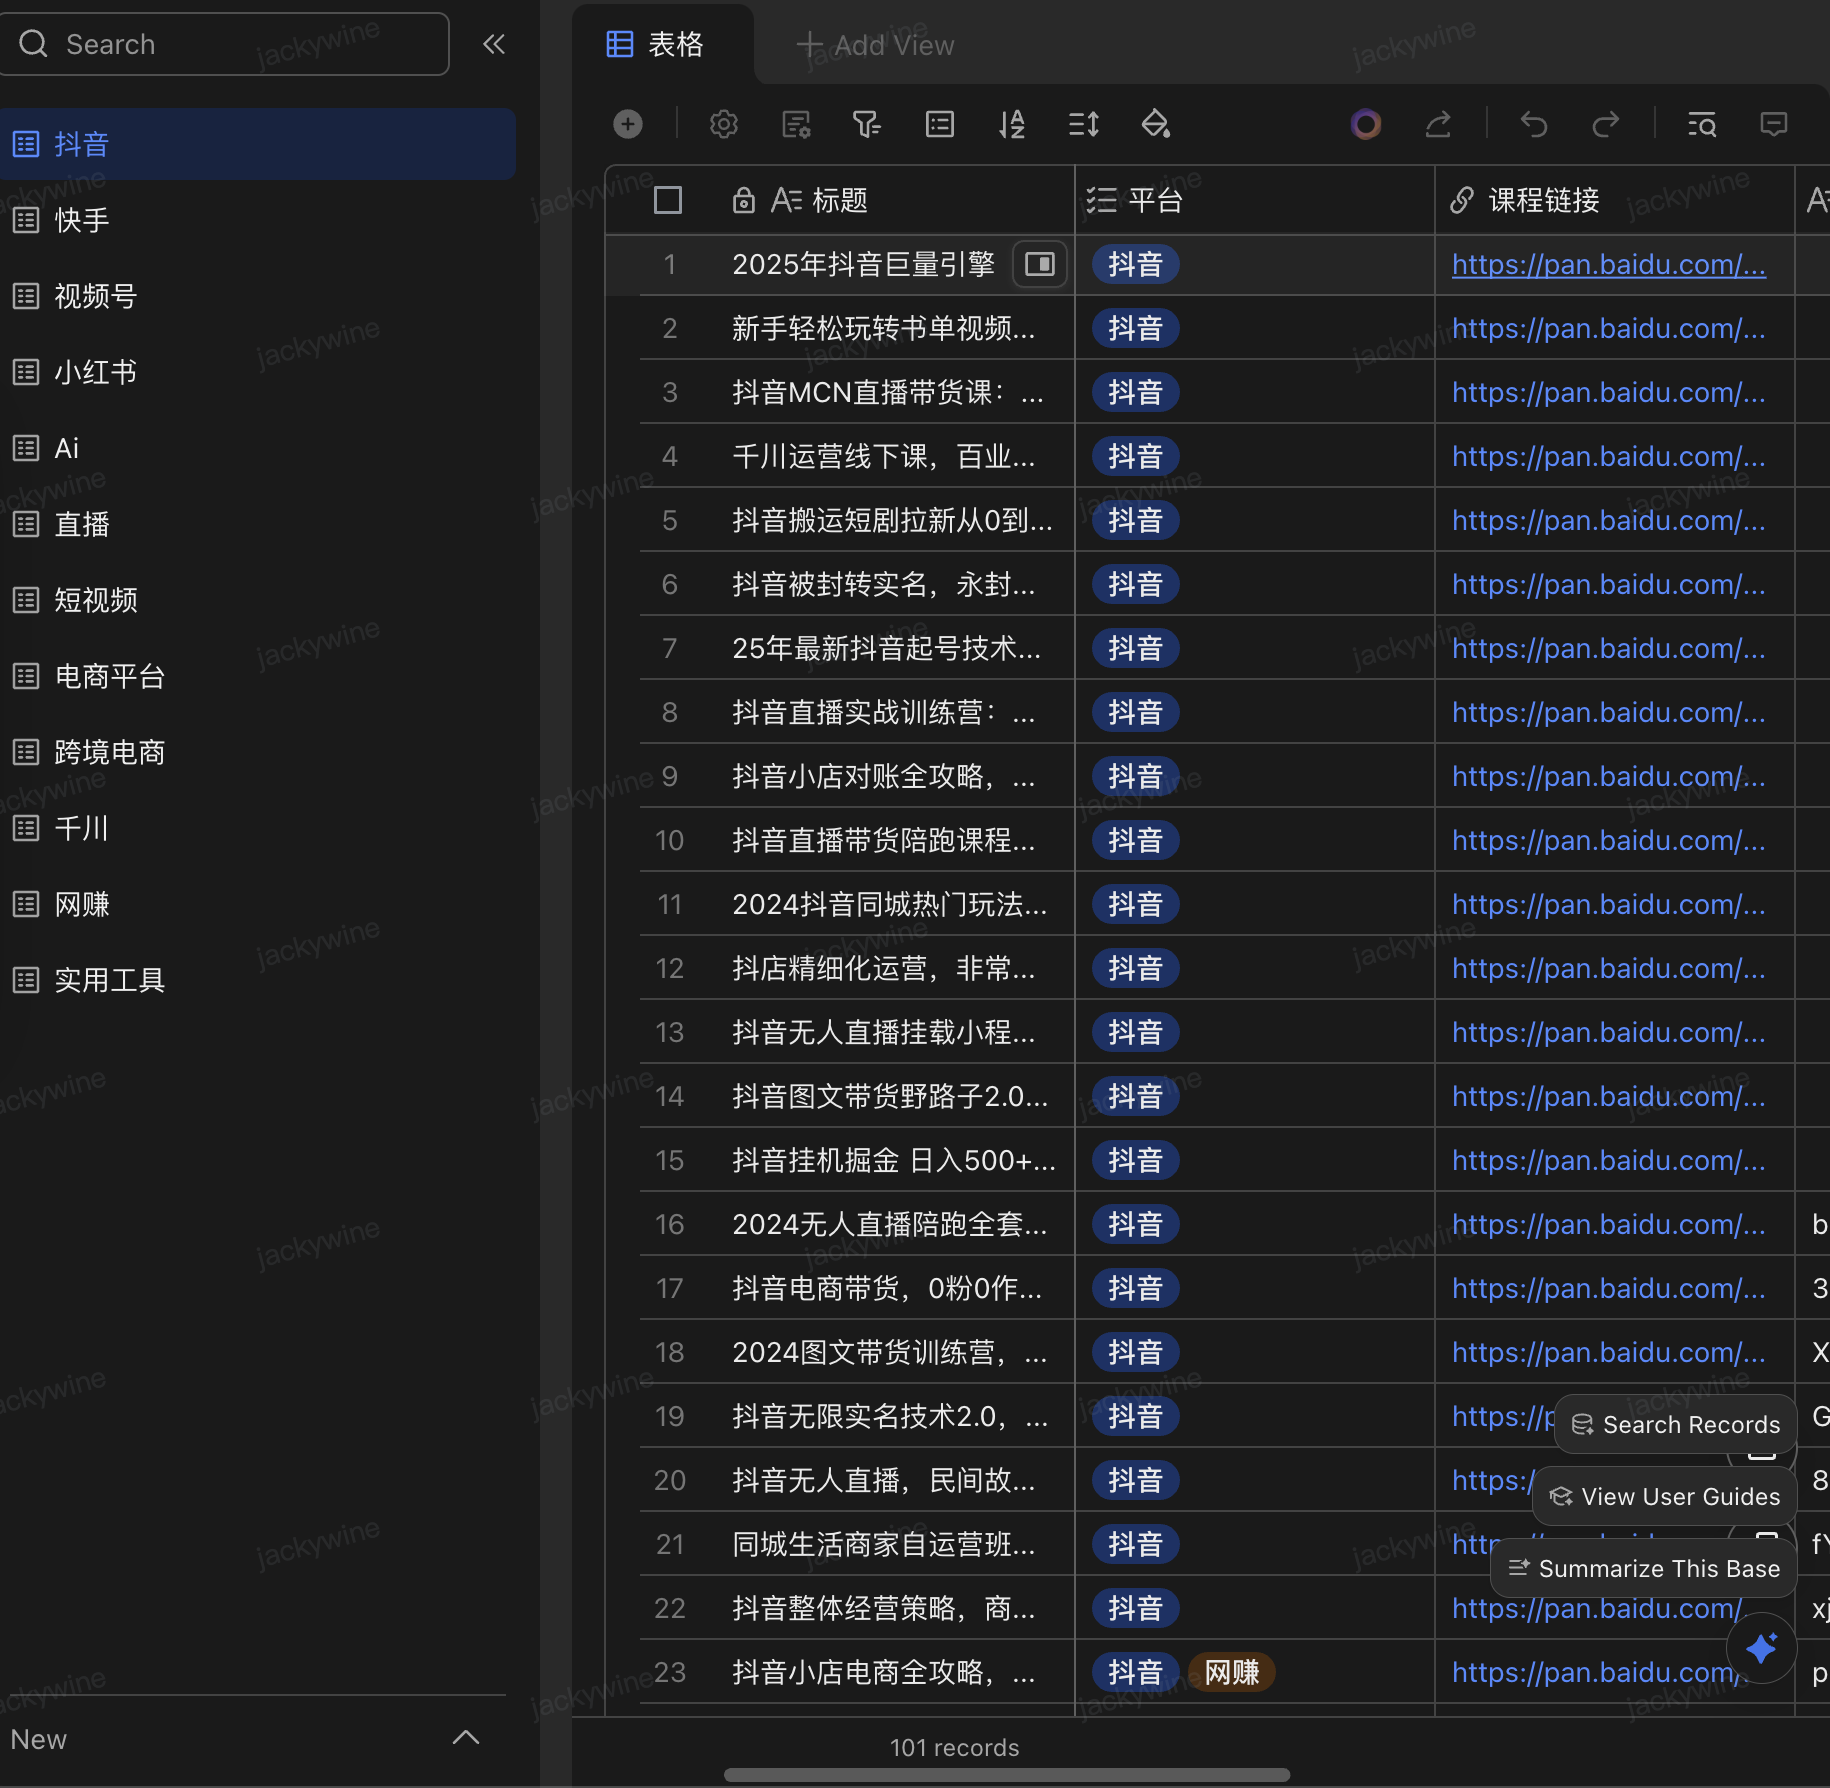 Search
抖音
快手
视频号
小红书
Ai
直播
短视频
电商平台
跨境电商
千川
网赚
实用工具
New
表格
Add View
标题 平台 课程链接
1 2025年抖音巨量引擎 抖音 https://pan.baidu.com/...
2 新手轻松玩转书单视频... 抖音 https://pan.baidu.com/...
3 抖音MCN直播带货课：... 抖音 https://pan.baidu.com/...
4 千川运营线下课，百业... 抖音 https://pan.baidu.com/...
5 抖音搬运短剧拉新从0到... 抖音 https://pan.baidu.com/...
6 抖音被封转实名，永封... 抖音 https://pan.baidu.com/...
7 25年最新抖音起号技术... 抖音 https://pan.baidu.com/...
8 抖音直播实战训练营：... 抖音 https://pan.baidu.com/...
9 抖音小店对账全攻略，... 抖音 https://pan.baidu.com/...
10 抖音直播带货陪跑课程... 抖音 https://pan.baidu.com/...
11 2024抖音同城热门玩法... 抖音 https://pan.baidu.com/...
12 抖店精细化运营，非常... 抖音 https://pan.baidu.com/...
13 抖音无人直播挂载小程... 抖音 https://pan.baidu.com/...
14 抖音图文带货野路子2.0... 抖音 https://pan.baidu.com/...
15 抖音挂机掘金 日入500+... 抖音 https://pan.baidu.com/...
16 2024无人直播陪跑全套... 抖音 https://pan.baidu.com/... b
17 抖音电商带货，0粉0作... 抖音 https://pan.baidu.com/... 3
18 2024图文带货训练营，... 抖音 https://pan.baidu.com/... X
19 抖音无限实名技术2.0，... 抖音 https://p G
Search Records
20 抖音无人直播，民间故... 抖音 https:/ 8
View User Guides
21 同城生活商家自运营班... 抖音 http
Summarize This Base
22 抖音整体经营策略，商... 抖音 https://pan.baidu.com/. xj
23 抖音小店电商全攻略，... 抖音 网赚 https://pan.baidu.com/ p
101 records
jackywine